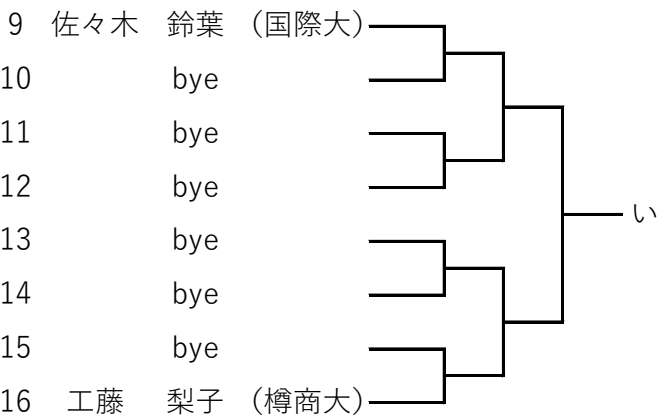 9 佐々木 鈴葉 (国際大)
10 bye
11 bye
12 bye
13 bye
14 bye
15 bye
16 工藤 梨子 (樽商大)
い